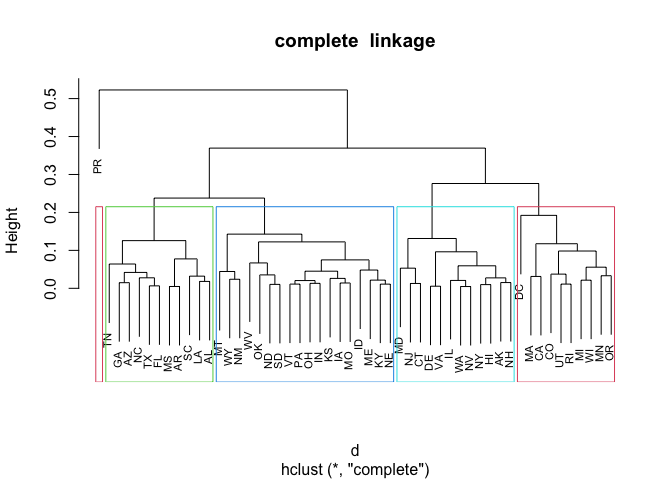 complete linkage
Height
0.5
0.4
0.3
0.2
0.1
0.0
PR
TN
GA
AZ
NC
TX
FL
MS
AR
SC
LA
AL
MT
WY
NM
WV
OK
ND
SD
VT
PA
OH
IN
KS
IA
MO
ID
ME
KY
NE
MD
NJ
CT
DE
VA
IL
WA
NV
NY
HI
AK
NH
DC
MA
CA
CO
UT
RI
MI
WI
MN
OR
d
hclust (*, "complete")